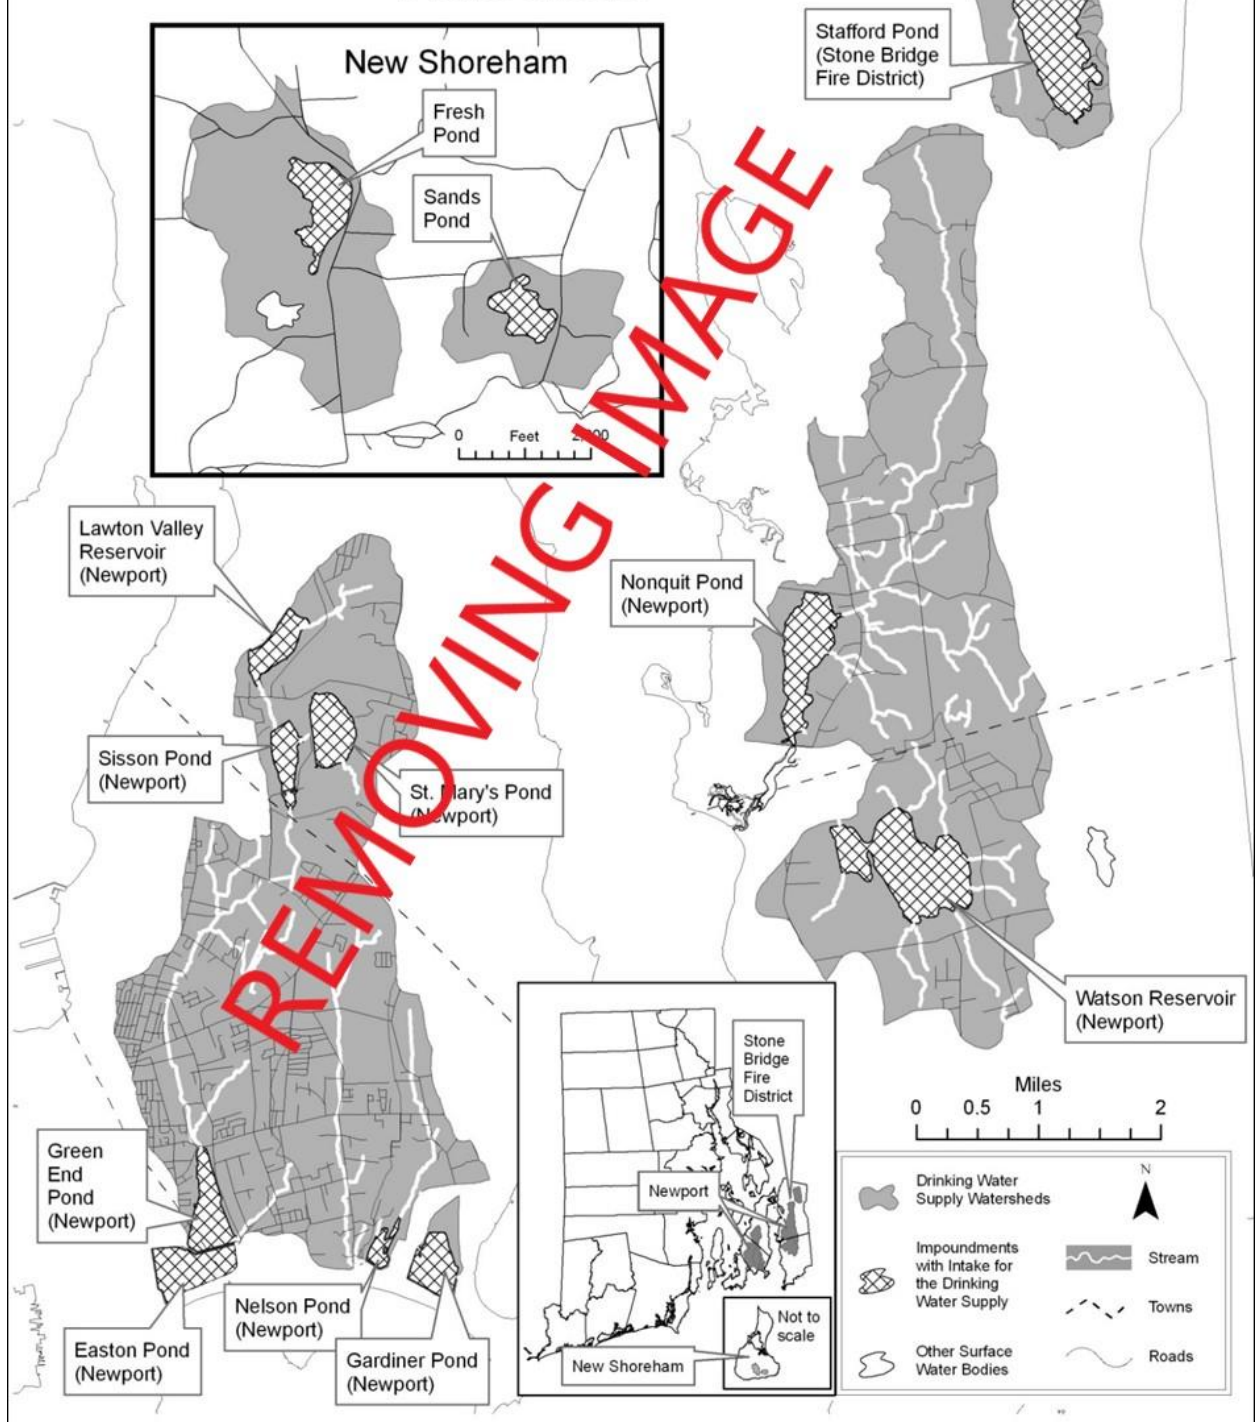 Stafford Pond
(Stone Bridge
Fire District)
New Shoreham
Fresh
Pond
Sands
Pond
0 Feet 2,000
REMOVING IMAGE
Lawton Valley
Reservoir
(Newport)
Nonquit Pond
(Newport)
Sisson Pond
(Newport)
St. Mary's Pond
(Newport)
Watson Reservoir
(Newport)
Green
End
Pond
(Newport)
Nelson Pond
(Newport)
Easton Pond
(Newport)
Gardiner Pond
(Newport)
Stone
Bridge
Fire
District
Newport
Not to
scale
New Shoreham
Miles
0 0.5 1 2
Drinking Water
Supply Watersheds
N
Impoundments
with Intake for
the Drinking
Water Supply
Stream
Towns
Other Surface
Water Bodies
Roads